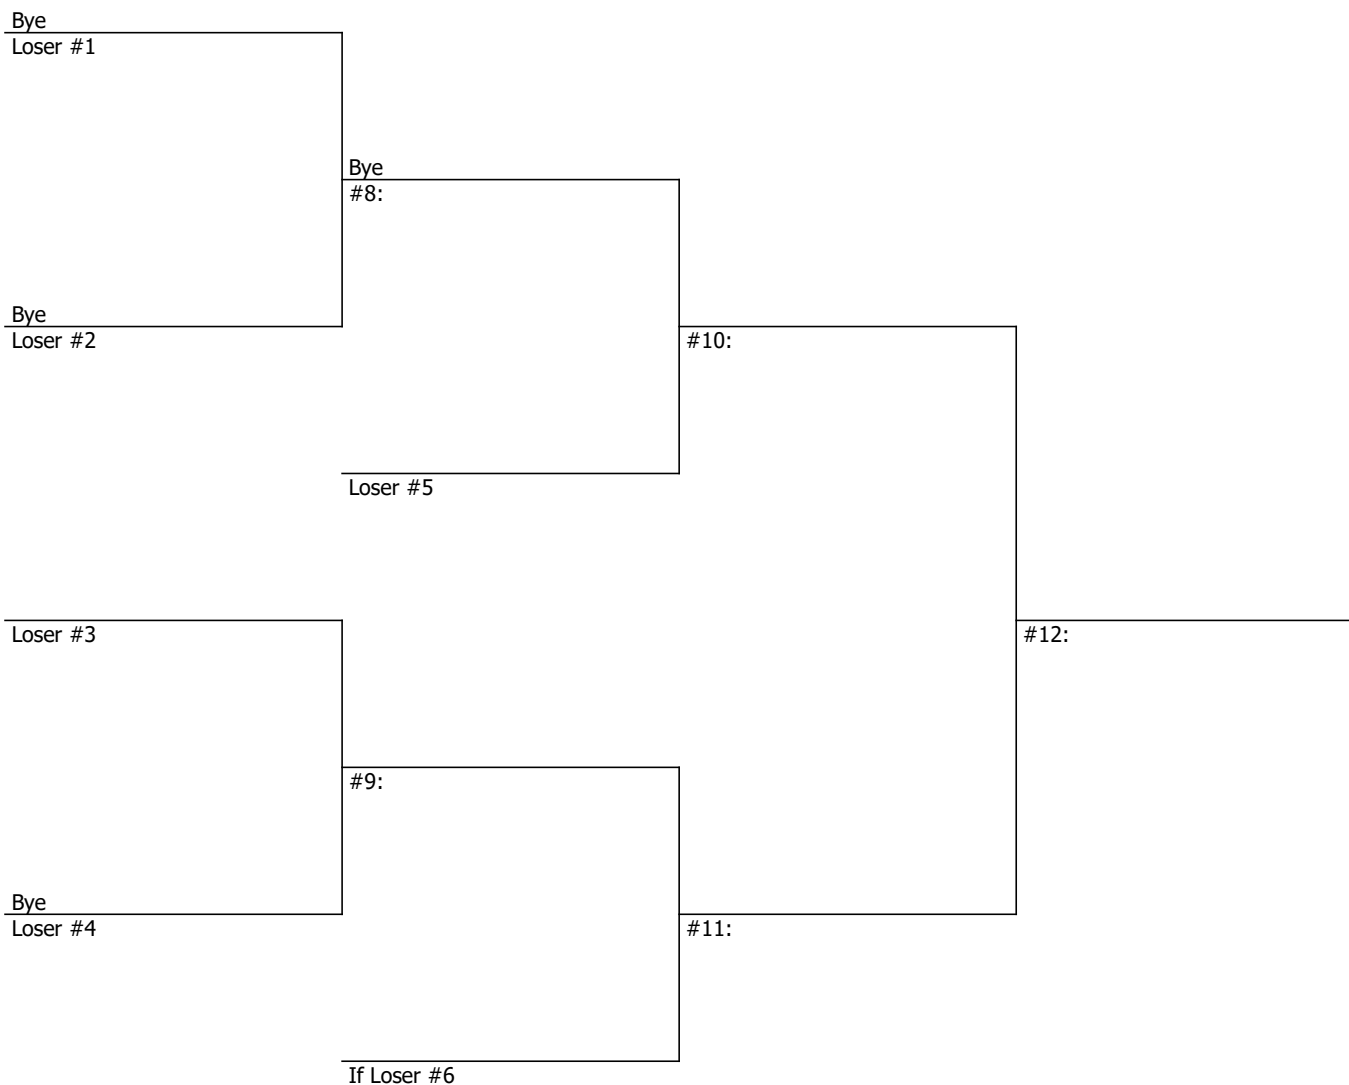 Bye
Loser #1
Bye
#8:
Bye
Loser #2
#10:
Loser #5
Loser #3
#12:
#9:
Bye
Loser #4
#11:
If Loser #6